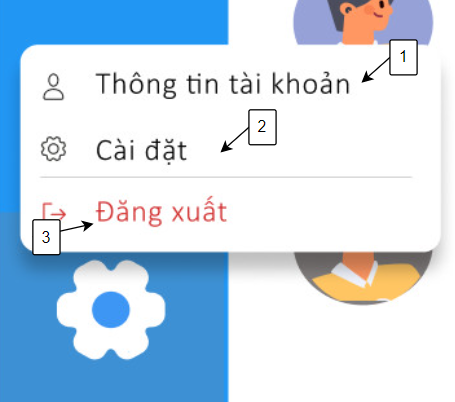 1
Thông tin tài khoản
2
Cài đặt
Đăng xuất
3